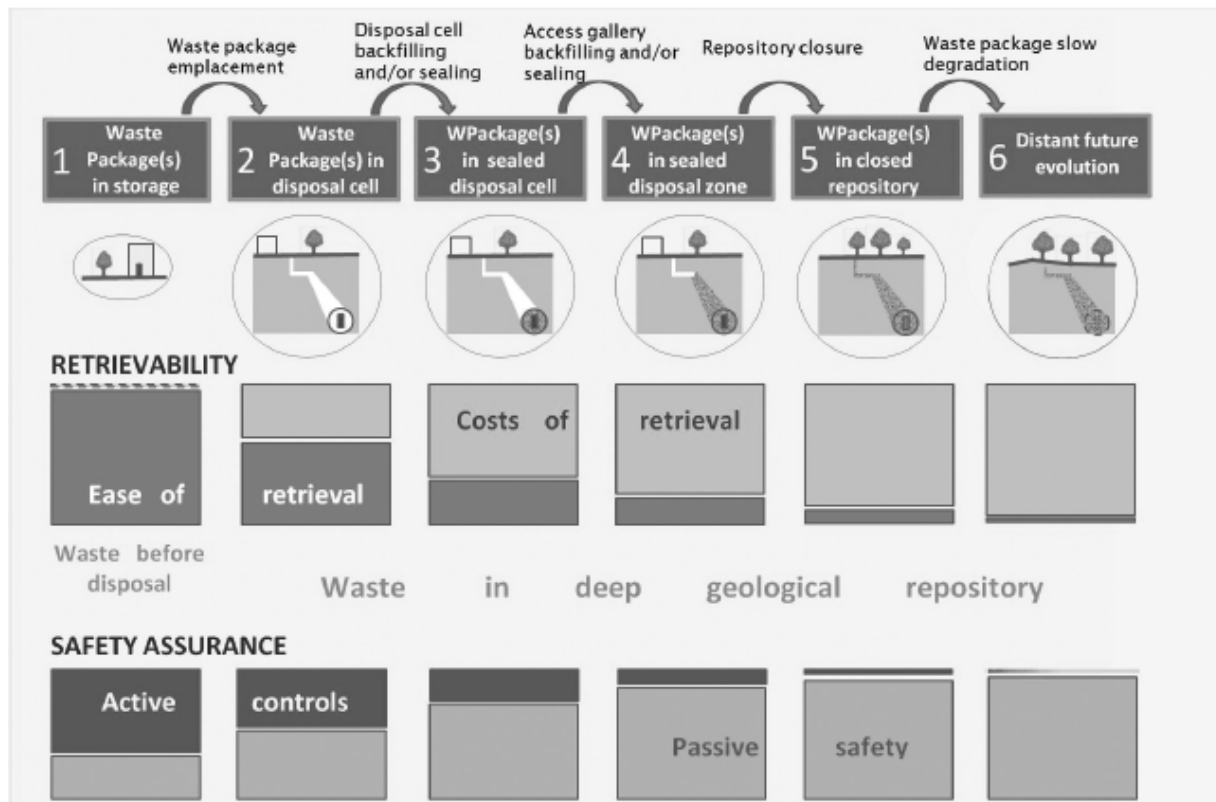 Waste package
emplacement
Disposal cell
backfilling
and/or sealing
Access gallery
backfilling and/or
sealing
Repository closure
Waste package slow
degradation
1 Waste
Package(s)
in storage
2 Waste
Package(s) in
disposal cell
3 WPackage(s)
in sealed
disposal cell
4 WPackage(s)
in sealed
disposal zone
5 WPackage(s)
in closed
repository
6 Distant future
evolution
RETRIEVABILITY
Costs of retrieval
Ease of retrieval
Waste before
disposal
Waste in deep geological repository
SAFETY ASSURANCE
Active controls
Passive safety